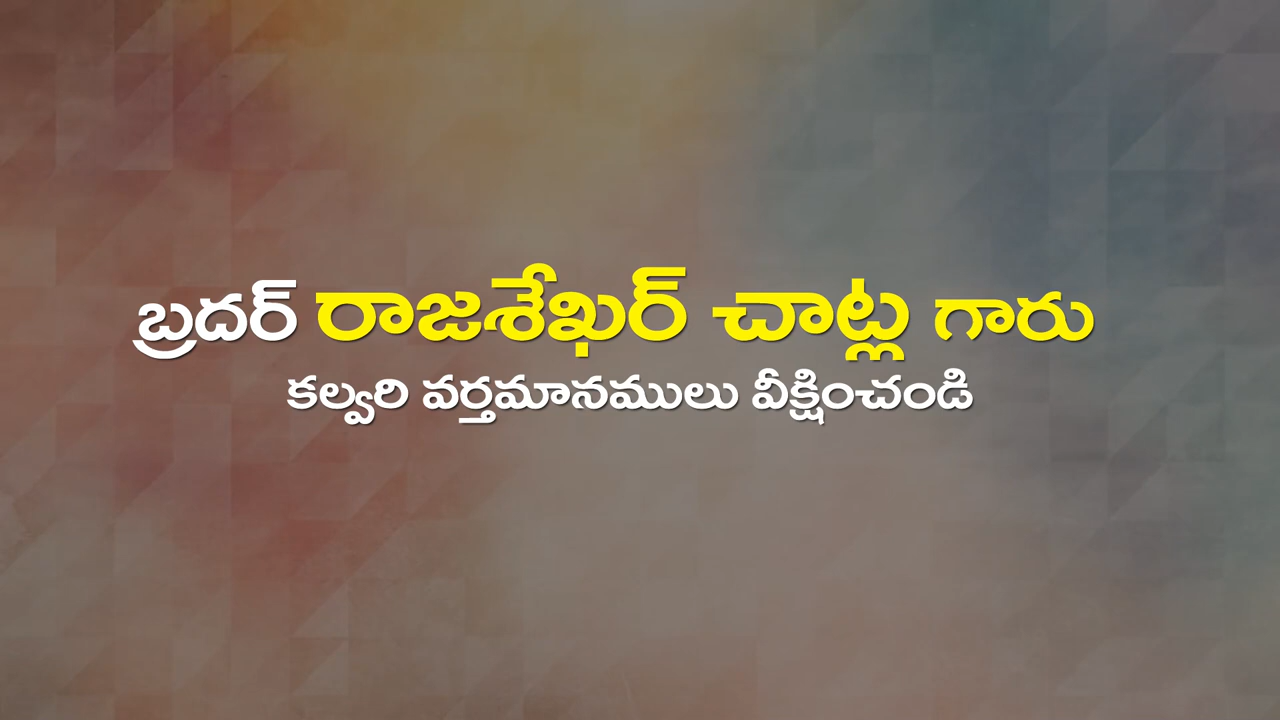 బ్రదర్ రాజశేఖర్ చాట్ల గారు
కల్వరి వర్తమానములు వీక్షించండి